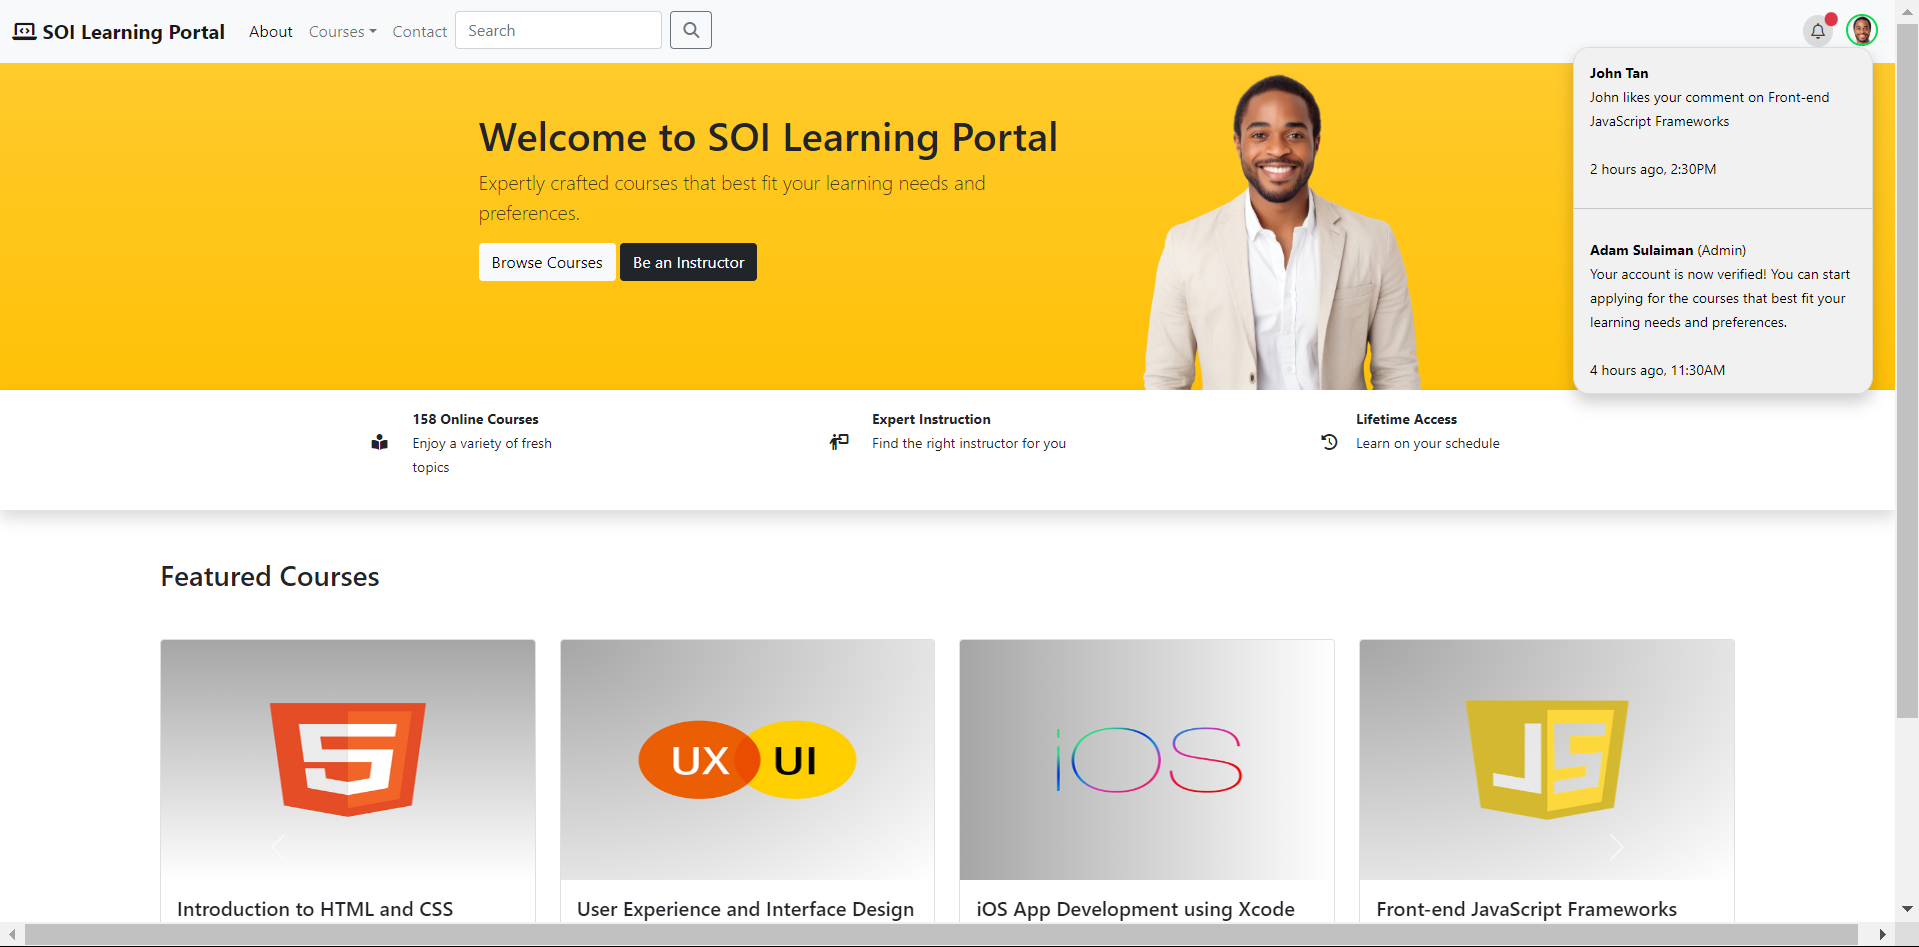 SOI Learning Portal
About
Courses
Contact
Search
John Tan
John likes your comment on Front-end
JavaScript Frameworks
2 hours ago, 2:30PM
Adam Sulaiman (Admin)
Your account is now verified! You can start
applying for the courses that best fit your
learning needs and preferences.
4 hours ago, 11:30AM
Welcome to SOI Learning Portal
Expertly crafted courses that best fit your learning needs and
preferences.
Browse Courses
Be an Instructor
158 Online Courses
Enjoy a variety of fresh
topics
Expert Instruction
Find the right instructor for you
Lifetime Access
Learn on your schedule
Featured Courses
5
UX UI
iOS
JS
Introduction to HTML and CSS
User Experience and Interface Design
iOS App Development using Xcode
Front-end JavaScript Frameworks